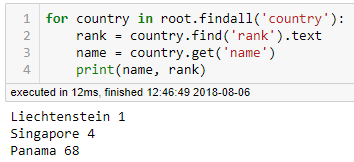 1 for country in root.findall('country'):
2     rank = country.find('rank').text
3     name = country.get('name')
4     print(name, rank)
executed in 12ms, finished 12:46:49 2018-08-06
Liechtenstein 1
Singapore 4
Panama 68